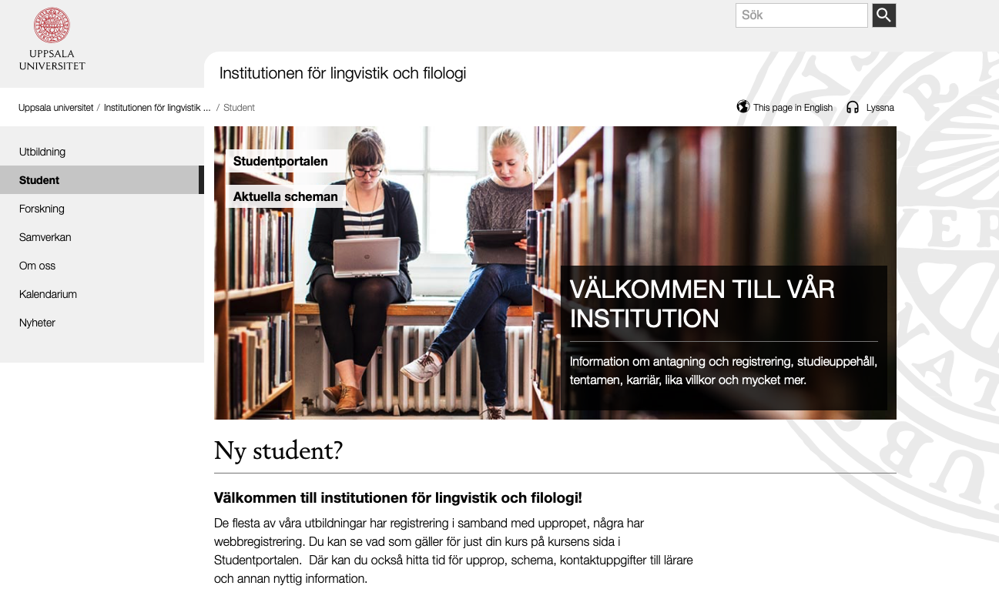 Sök
UPPSALA
UNIVERSITET
Institutionen för lingvistik och filologi
Uppsala universitet / Institutionen för lingvistik ... / Student
This page in English
Lyssna
Utbildning
Student
Forskning
Samverkan
Om oss
Kalendarium
Nyheter
Studentportalen
Aktuella scheman
VÄLKOMMEN TILL VÅR
INSTITUTION
Information om antagning och registrering, studieuppehåll,
tentamen, karriär, lika villkor och mycket mer.
Ny student?
Välkommen till institutionen för lingvistik och filologi!
De flesta av våra utbildningar har registrering i samband med uppropet, några har
webbregistrering. Du kan se vad som gäller för just din kurs på kursens sida i
Studentportalen.  Där kan du också hitta tid för upprop, schema, kontaktuppgifter till lärare
och annan nyttig information.